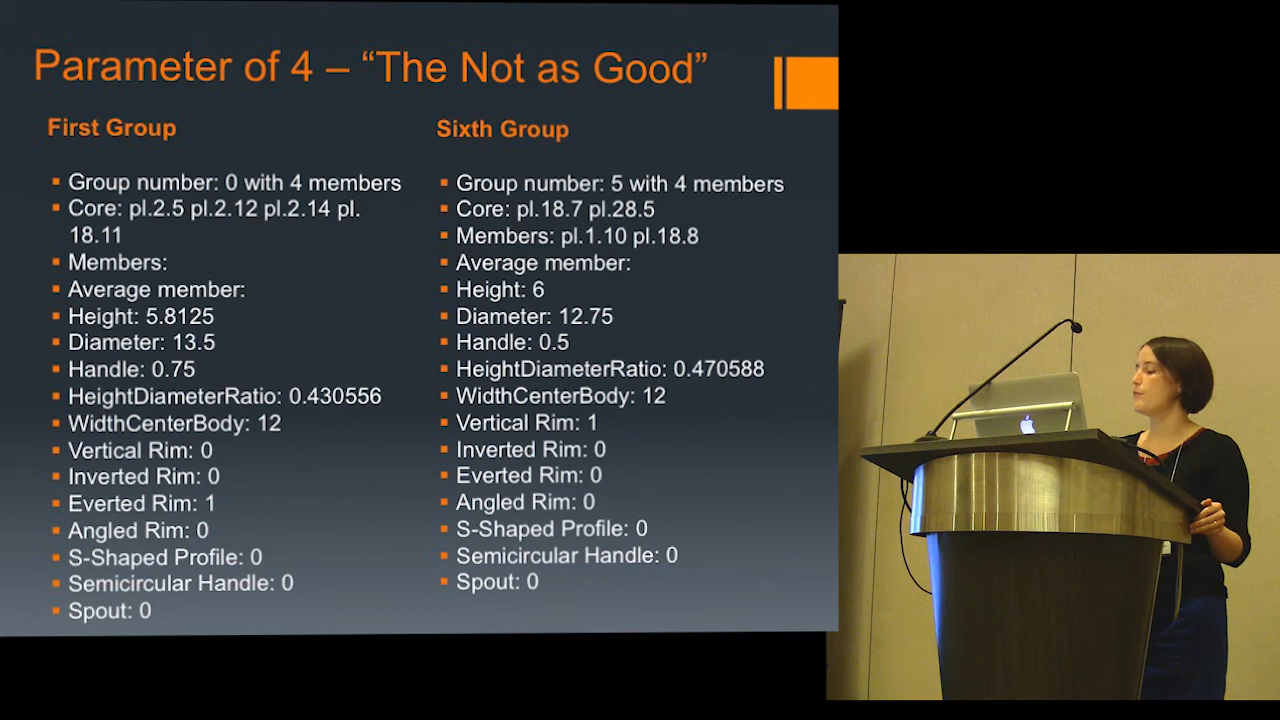 Parameter of 4 – “The Not as Good”
First Group
Group number: 0 with 4 members
Core: pl.2.5 pl.2.12 pl.2.14 pl.
18.11
Members:
Average member:
Height: 5.8125
Diameter: 13.5
Handle: 0.75
HeightDiameterRatio: 0.430556
WidthCenterBody: 12
Vertical Rim: 0
Inverted Rim: 0
Everted Rim: 1
Angled Rim: 0
S-Shaped Profile: 0
Semicircular Handle: 0
Spout: 0
Sixth Group
Group number: 5 with 4 members
Core: pl.18.7 pl.28.5
Members: pl.1.10 pl.18.8
Average member:
Height: 6
Diameter: 12.75
Handle: 0.5
HeightDiameterRatio: 0.470588
WidthCenterBody: 12
Vertical Rim: 1
Inverted Rim: 0
Everted Rim: 0
Angled Rim: 0
S-Shaped Profile: 0
Semicircular Handle: 0
Spout: 0